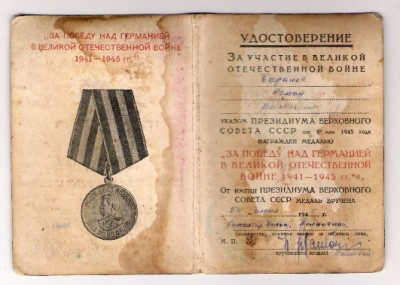 „ЗА ПОБЕДУ НАД ГЕРМАНИЕЙ
В ВЕЛИКОЙ ОТЕЧЕСТВЕННОЙ ВОЙНЕ
1941—1945 гг."
УДОСТОВЕРЕНИЕ
ЗА УЧАСТИЕ В ВЕЛИКОЙ
ОТЕЧЕСТВЕННОЙ ВОЙНЕ
Роман
УКАЗОМ ПРЕЗИДИУМА ВЕРХОВНОГО
СОВЕТА СССР от 9 мая 1945 года
НАГРАЖДЕН МЕДАЛЬЮ
"ЗА ПОБЕДУ НАД ГЕРМАНИЕЙ
В ВЕЛИКОЙ ОТЕЧЕСТВЕННОЙ
ВОЙНЕ 1941—1945 гг."
ОТ ИМЕНИ ПРЕЗИДИУМА ВЕРХОВНОГО
СОВЕТА СССР МЕДАЛЬ ВРУЧЕНА
194 г.
М. П.